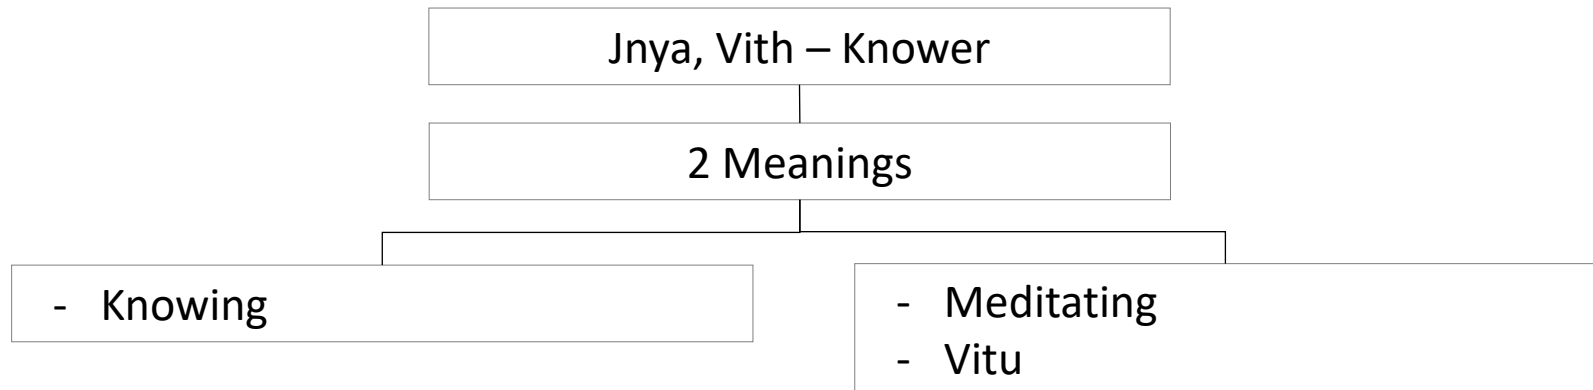 Jnya, Vith – Knower
2 Meanings
- Knowing
- Meditating
- Vitu